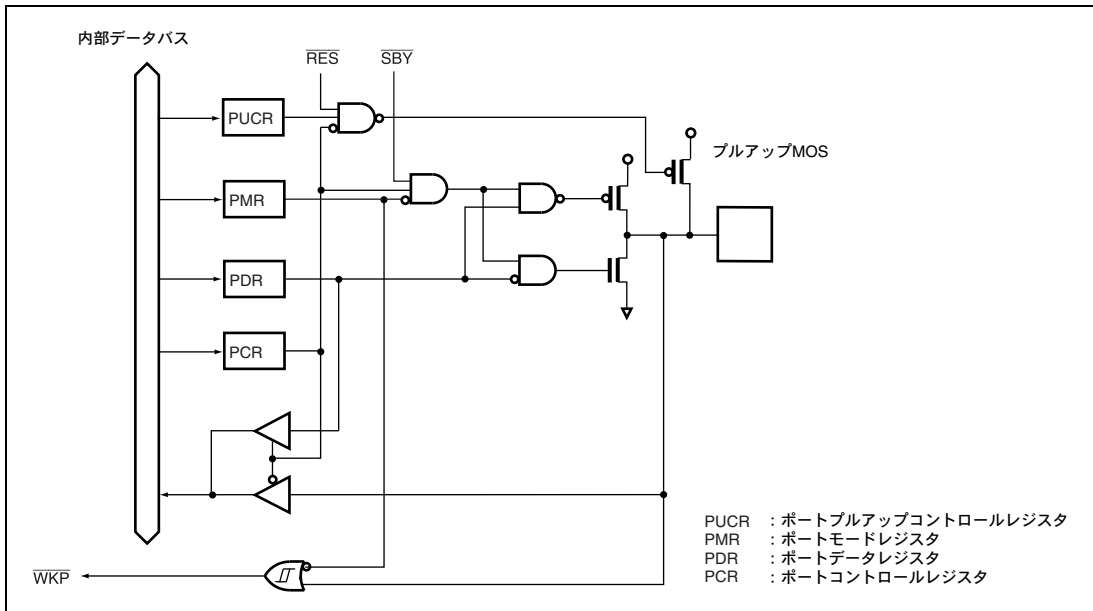 内部データバス
RES
SBY
PUCR
プルアップMOS
PMR
PDR
PCR
PUCR :ポートプルアップコントロールレジスタ
PMR :ポートモードレジスタ
PDR :ポートデータレジスタ
PCR :ポートコントロールレジスタ
WKP